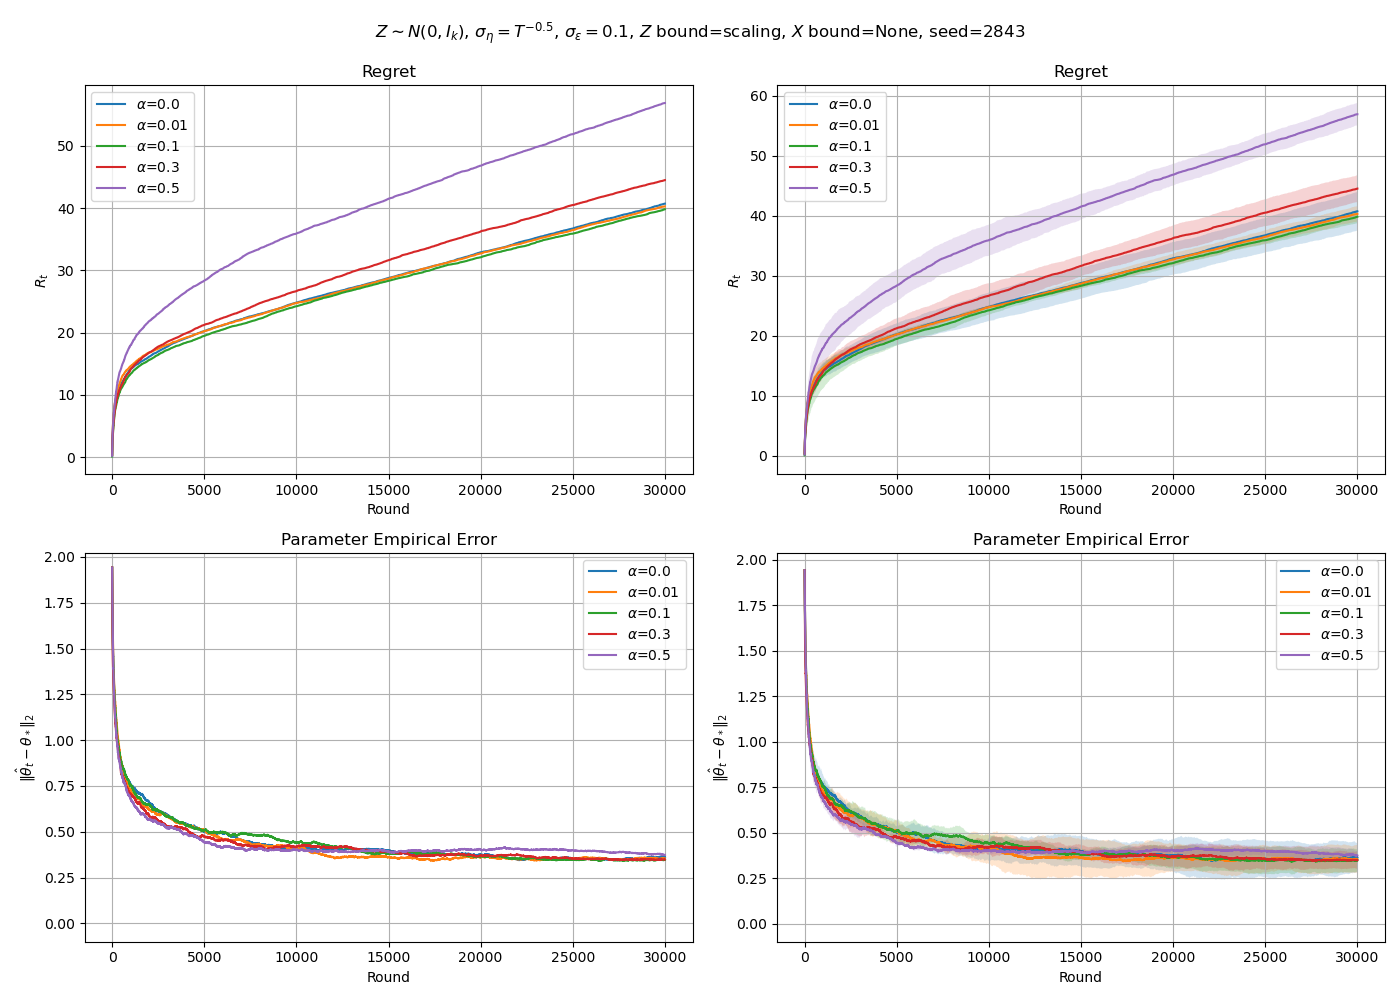 Z ∼ N(0, I_k), σ_η = T^{−0.5}, σ_ε = 0.1, Z bound=scaling, X bound=None, seed=2843
Regret
α=0.0
α=0.01
α=0.1
α=0.3
α=0.5
50
40
30
20
10
0
R_t
0 5000 10000 15000 20000 25000 30000
Round
Regret
α=0.0
α=0.01
α=0.1
α=0.3
α=0.5
60
50
40
30
20
10
0
R_t
0 5000 10000 15000 20000 25000 30000
Round
Parameter Empirical Error
α=0.0
α=0.01
α=0.1
α=0.3
α=0.5
2.00
1.75
1.50
1.25
1.00
0.75
0.50
0.25
0.00
‖θ̂_t − θ_*‖_2
0 5000 10000 15000 20000 25000 30000
Round
Parameter Empirical Error
α=0.0
α=0.01
α=0.1
α=0.3
α=0.5
2.00
1.75
1.50
1.25
1.00
0.75
0.50
0.25
0.00
‖θ̂_t − θ_*‖_2
0 5000 10000 15000 20000 25000 30000
Round